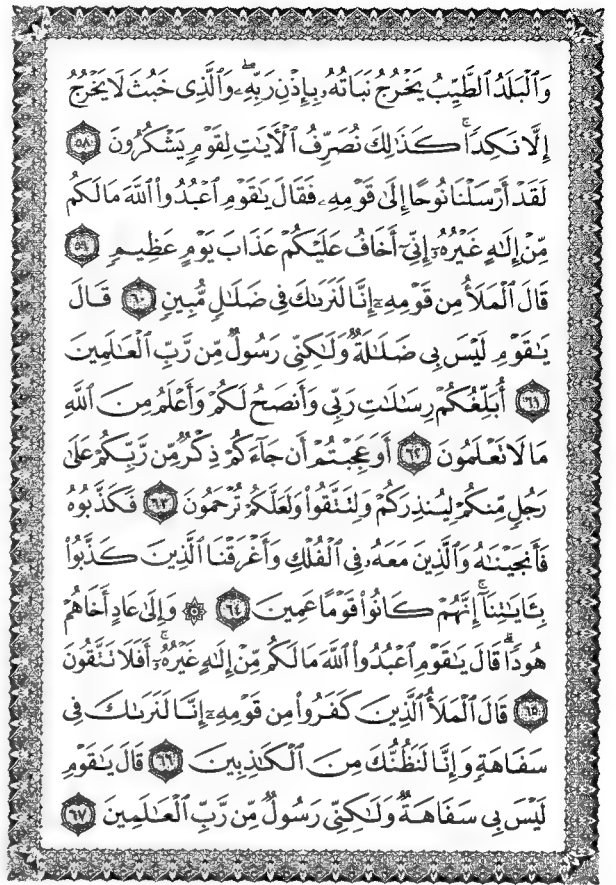 وَٱلْبَلَدُ ٱلطَّيِّبُ يَخْرُجُ نَبَاتُهُۥ بِإِذْنِ رَبِّهِۦۖ وَٱلَّذِى خَبُثَ لَا يَخْرُجُ
إِلَّا نَكِدًاۚ كَذَٰلِكَ نُصَرِّفُ ٱلْأَيَٰتِ لِقَوْمٍ يَشْكُرُونَ ٥٨
لَقَدْ أَرْسَلْنَا نُوحًا إِلَىٰ قَوْمِهِۦ فَقَالَ يَٰقَوْمِ ٱعْبُدُوا۟ ٱللَّهَ مَا لَكُم
مِّنْ إِلَٰهٍ غَيْرُهُۥٓ إِنِّىٓ أَخَافُ عَلَيْكُمْ عَذَابَ يَوْمٍ عَظِيمٍ ٥٩
قَالَ ٱلْمَلَأُ مِن قَوْمِهِۦٓ إِنَّا لَنَرَىٰكَ فِى ضَلَٰلٍ مُّبِينٍ ٦٠ قَالَ
يَٰقَوْمِ لَيْسَ بِى ضَلَٰلَةٌ وَلَٰكِنِّى رَسُولٌ مِّن رَّبِّ ٱلْعَٰلَمِينَ
٦١ أُبَلِّغُكُمْ رِسَٰلَٰتِ رَبِّى وَأَنصَحُ لَكُمْ وَأَعْلَمُ مِنَ ٱللَّهِ
مَا لَا تَعْلَمُونَ ٦٢ أَوَعَجِبْتُمْ أَن جَآءَكُمْ ذِكْرٌ مِّن رَّبِّكُمْ عَلَىٰ
رَجُلٍ مِّنكُمْ لِيُنذِرَكُمْ وَلِتَتَّقُوا۟ وَلَعَلَّكُمْ تُرْحَمُونَ ٦٣ فَكَذَّبُوهُ
فَأَنجَيْنَٰهُ وَٱلَّذِينَ مَعَهُۥ فِى ٱلْفُلْكِ وَأَغْرَقْنَا ٱلَّذِينَ كَذَّبُوا۟
بِـَٔايَٰتِنَآۚ إِنَّهُمْ كَانُوا۟ قَوْمًا عَمِينَ ٦٤ ۞ وَإِلَىٰ عَادٍ أَخَاهُمْ
هُودًاۗ قَالَ يَٰقَوْمِ ٱعْبُدُوا۟ ٱللَّهَ مَا لَكُم مِّنْ إِلَٰهٍ غَيْرُهُۥٓۚ أَفَلَا تَتَّقُونَ
٦٥ قَالَ ٱلْمَلَأُ ٱلَّذِينَ كَفَرُوا۟ مِن قَوْمِهِۦٓ إِنَّا لَنَرَىٰكَ فِى
سَفَاهَةٍ وَإِنَّا لَنَظُنُّكَ مِنَ ٱلْكَٰذِبِينَ ٦٦ قَالَ يَٰقَوْمِ
لَيْسَ بِى سَفَاهَةٌ وَلَٰكِنِّى رَسُولٌ مِّن رَّبِّ ٱلْعَٰلَمِينَ ٦٧